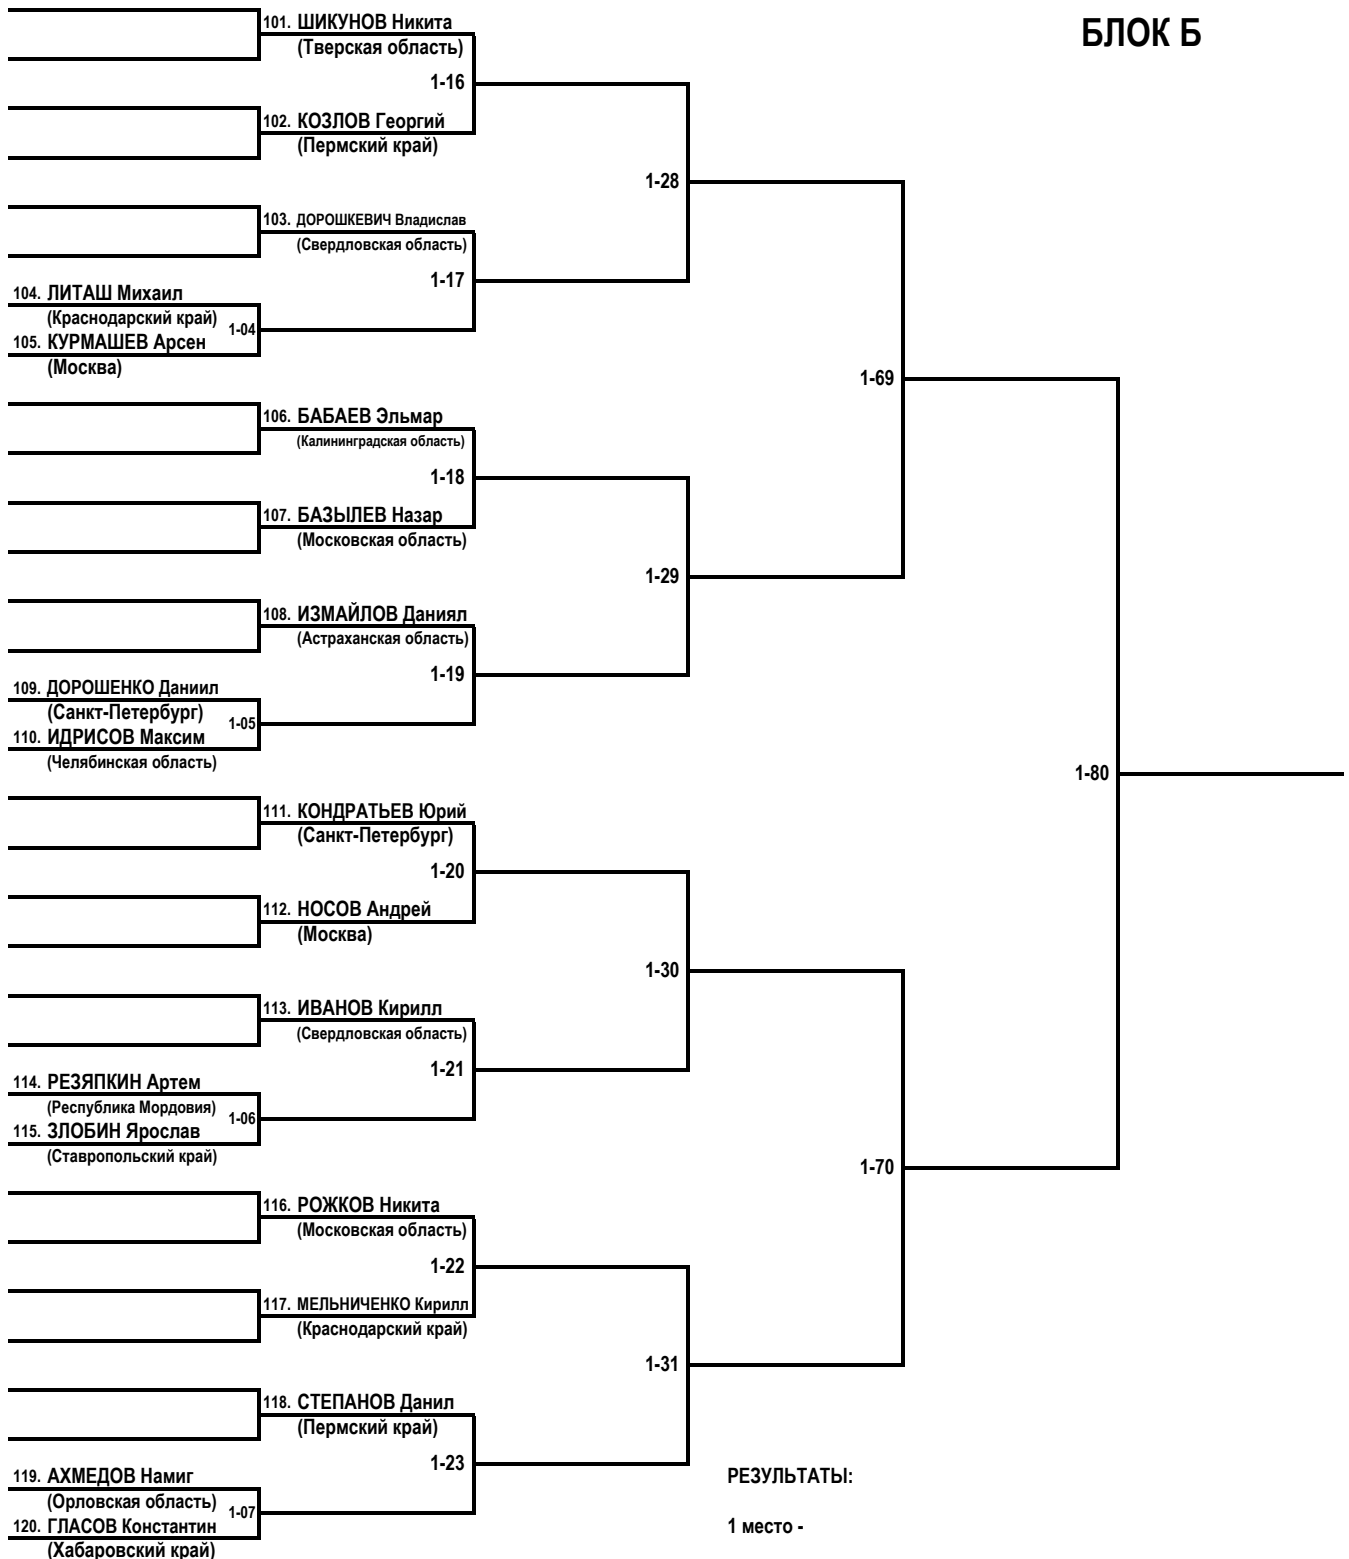 БЛОК Б
101. ШИКУНОВ Никита
(Тверская область)
1-16
102. КОЗЛОВ Георгий
(Пермский край)
1-28
103. ДОРОШКЕВИЧ Владислав
(Свердловская область)
1-17
104. ЛИТАШ Михаил
(Краснодарский край)
1-04
105. КУРМАШЕВ Арсен
(Москва)
1-69
106. БАБАЕВ Эльмар
(Калининградская область)
1-18
107. БАЗЫЛЕВ Назар
(Московская область)
1-29
108. ИЗМАЙЛОВ Даниял
(Астраханская область)
1-19
109. ДОРОШЕНКО Даниил
(Санкт-Петербург)
1-05
110. ИДРИСОВ Максим
(Челябинская область)
1-80
111. КОНДРАТЬЕВ Юрий
(Санкт-Петербург)
1-20
112. НОСОВ Андрей
(Москва)
1-30
113. ИВАНОВ Кирилл
(Свердловская область)
1-21
114. РЕЗЯПКИН Артем
(Республика Мордовия)
1-06
115. ЗЛОБИН Ярослав
(Ставропольский край)
1-70
116. РОЖКОВ Никита
(Московская область)
1-22
117. МЕЛЬНИЧЕНКО Кирилл
(Краснодарский край)
1-31
118. СТЕПАНОВ Данил
(Пермский край)
1-23
119. АХМЕДОВ Намиг
(Орловская область)
1-07
120. ГЛАСОВ Константин
(Хабаровский край)
РЕЗУЛЬТАТЫ:
1 место -